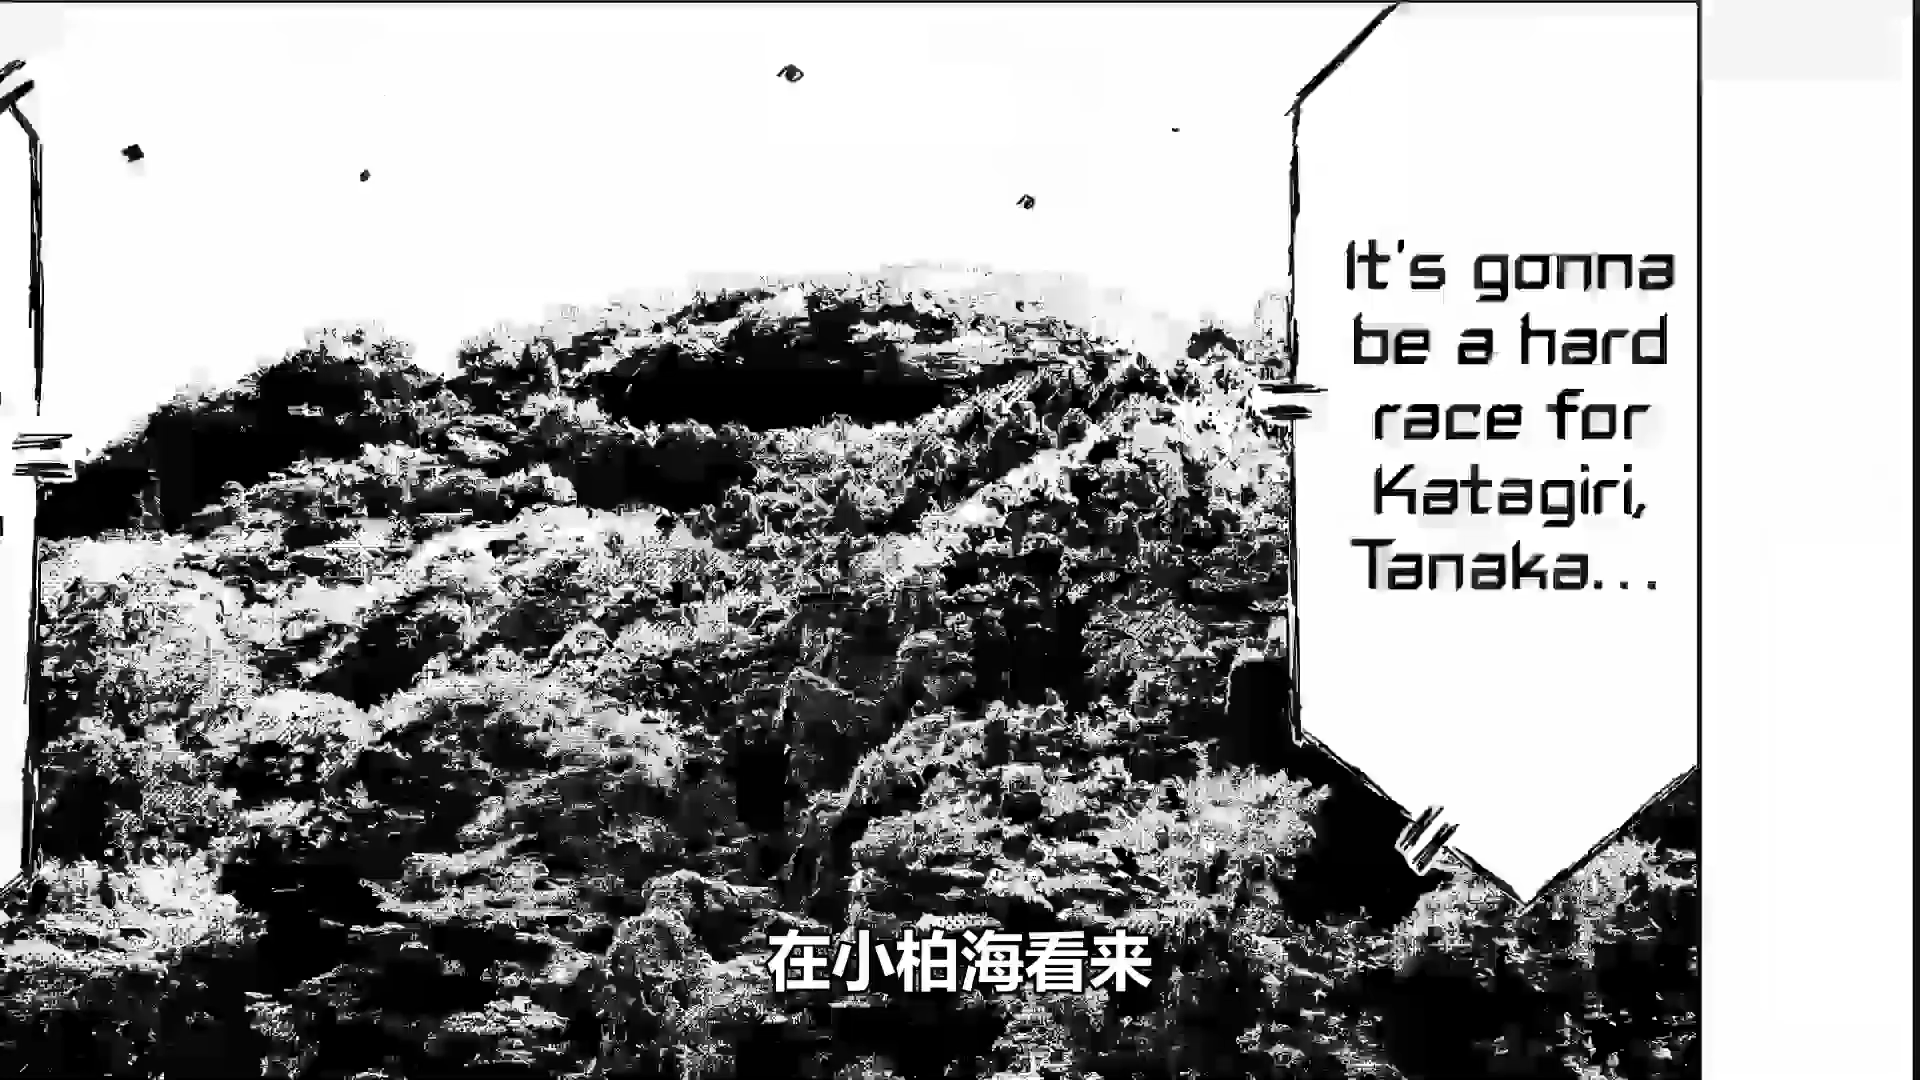 It's gonna
be a hard
race for
Katagiri,
Tanaka...
在小柏海看来